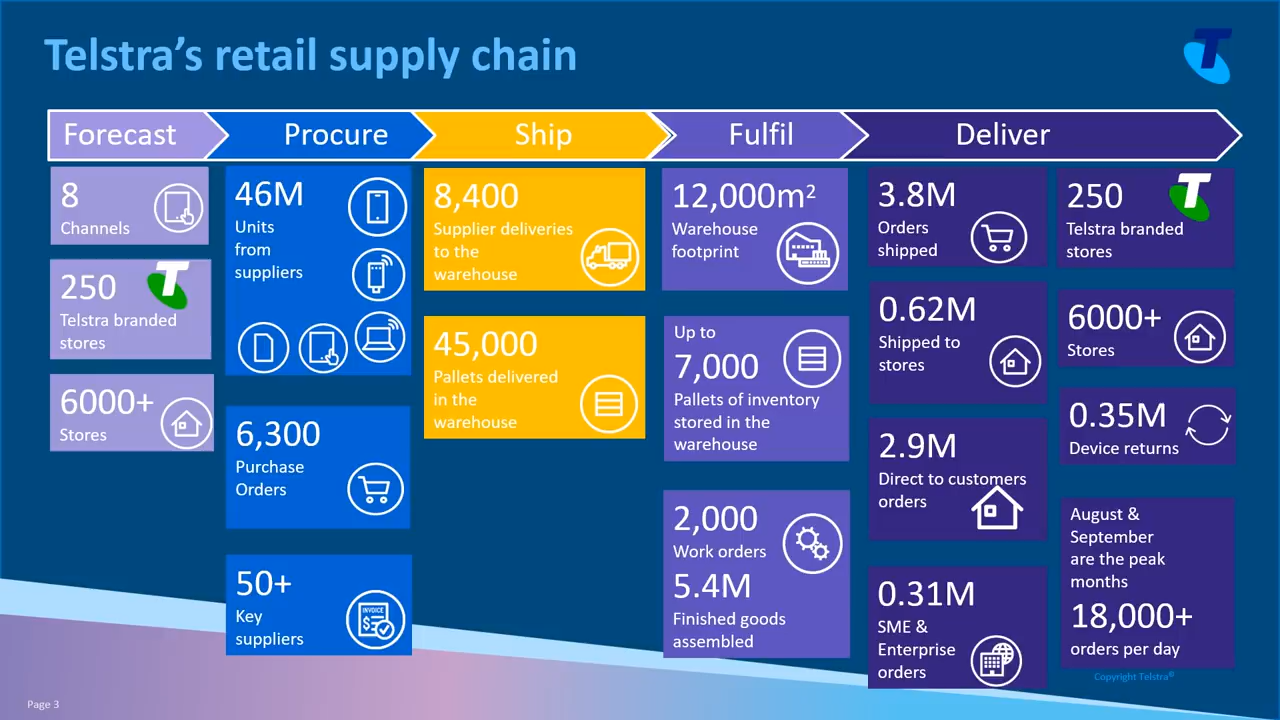 Telstra's retail supply chain
T
Forecast
Procure
Ship
Fulfil
Deliver
8
Channels
250
T
Telstra branded
stores
6000+
Stores
46M
Units
from
suppliers
6,300
Purchase
Orders
50+
Key
suppliers
INVOICE
$
8,400
Supplier deliveries
to the
warehouse
45,000
Pallets delivered
in the
warehouse
12,000m²
Warehouse
footprint
Up to
7,000
Pallets of inventory
stored in the
warehouse
2,000
Work orders
5.4M
Finished goods
assembled
3.8M
Orders
shipped
0.62M
Shipped to
stores
2.9M
Direct to customers
orders
0.31M
SME &
Enterprise
orders
250
T
Telstra branded
stores
6000+
Stores
0.35M
Device returns
August &
September
are the peak
months
18,000+
orders per day
Copyright Telstra©
Page 3